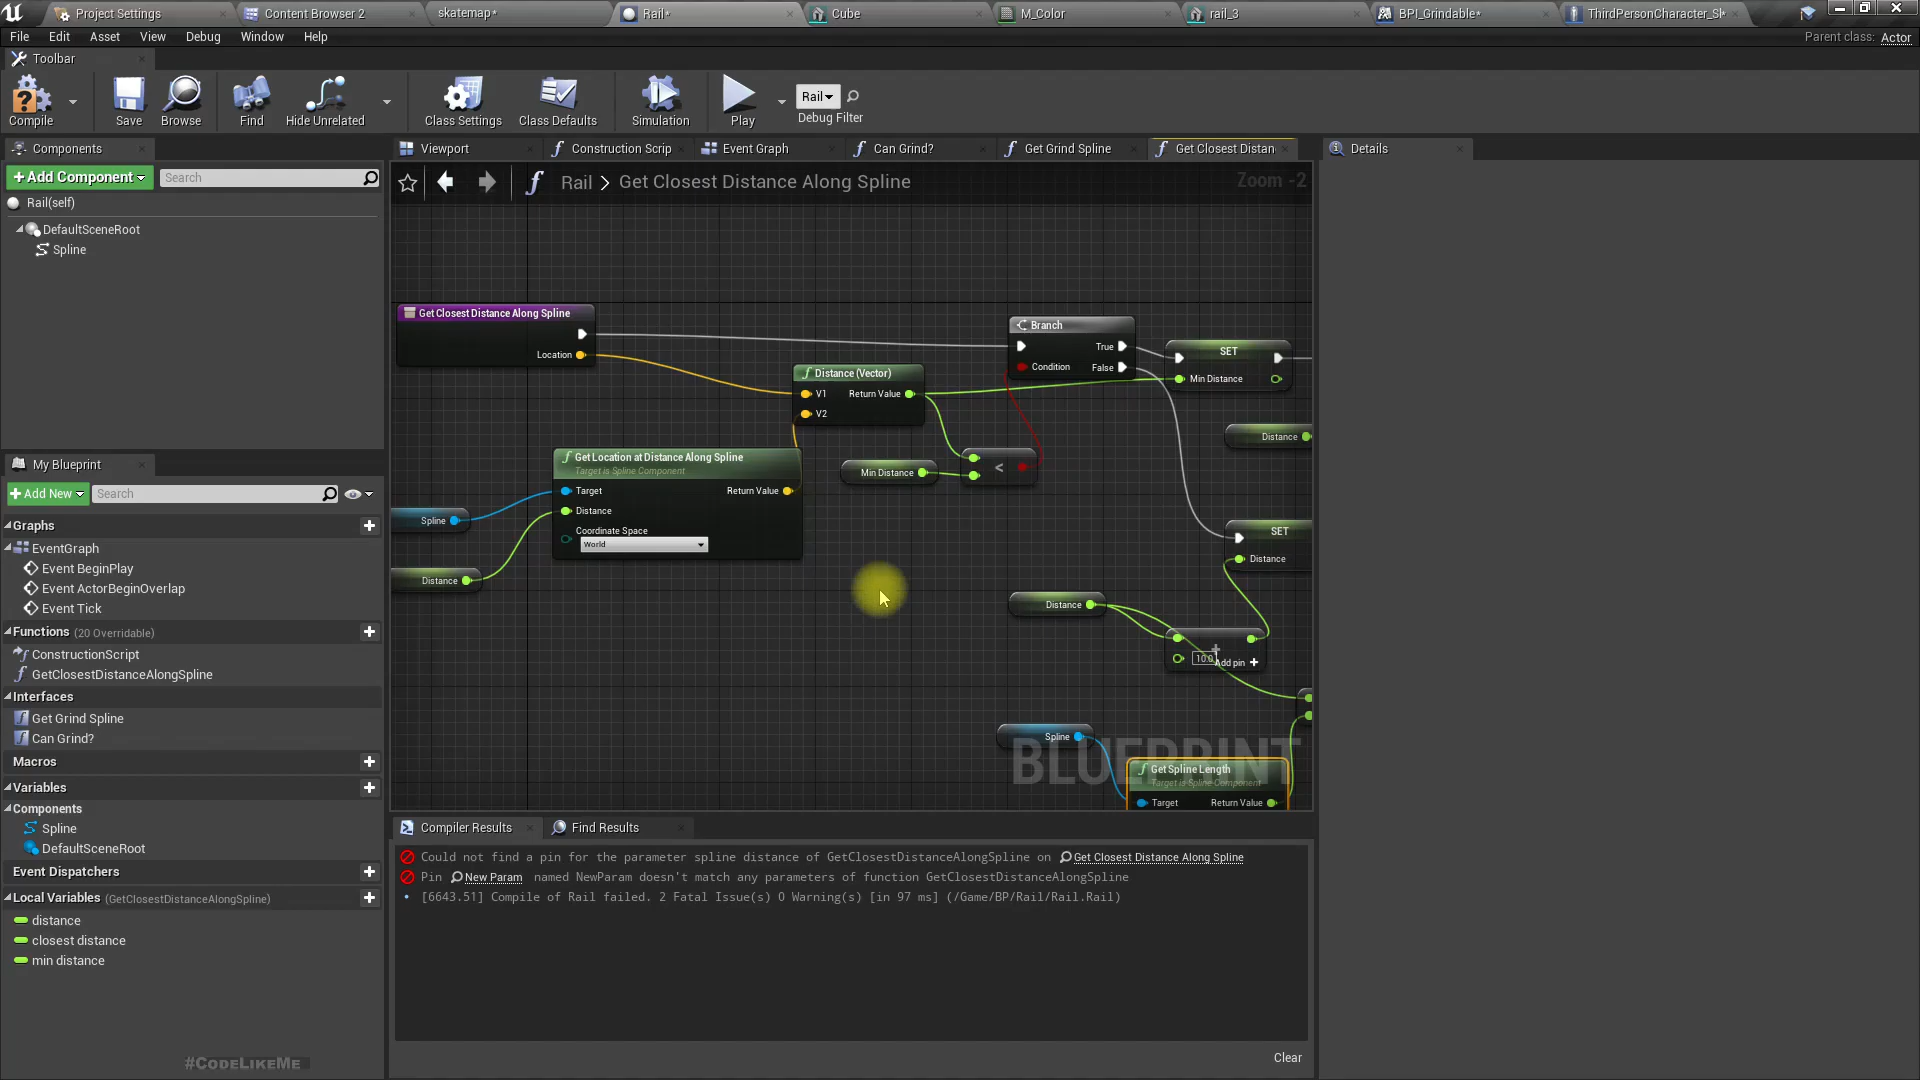 Project Settings
Content Browser 2
skatemap*
Rail*
Cube
M_Color
rail_3
BPI_Grindable*
ThirdPersonCharacter_Sl*
File Edit Asset View Debug Window Help
Parent class: Actor
Toolbar
Compile
Save
Browse
Find
Hide Unrelated
Class Settings
Class Defaults
Simulation
Play
Rail
Debug Filter
Components
+Add Component
Search
Rail(self)
DefaultSceneRoot
Spline
My Blueprint
+Add New
Search
Graphs
EventGraph
Event BeginPlay
Event ActorBeginOverlap
Event Tick
Functions (20 Overridable)
ConstructionScript
GetClosestDistanceAlongSpline
Interfaces
Get Grind Spline
Can Grind?
Macros
Variables
Components
Spline
DefaultSceneRoot
Event Dispatchers
Local Variables (GetClosestDistanceAlongSpline)
distance
closest distance
min distance
#CodeLikeMe
Viewport
Construction Scrip
Event Graph
Can Grind?
Get Grind Spline
Get Closest Distan
Rail > Get Closest Distance Along Spline
Zoom -2
Get Closest Distance Along Spline
Location
Distance (Vector)
V1 Return Value
V2
Branch
True
Condition False
SET
Min Distance
Distance
Get Location at Distance Along Spline
Target is Spline Component
Target Return Value
Distance
Coordinate Space
World
Spline
Distance
Min Distance
<
SET
Distance
Distance
10.0
Add pin +
Spline
BLUEPRINT
Get Spline Length
Target is Spline Component
Target Return Value
Details
Compiler Results
Find Results
Could not find a pin for the parameter spline distance of GetClosestDistanceAlongSpline on Get Closest Distance Along Spline
Pin New Param named NewParam doesn't match any parameters of function GetClosestDistanceAlongSpline
[6643.51] Compile of Rail failed. 2 Fatal Issue(s) 0 Warning(s) [in 97 ms] (/Game/BP/Rail/Rail.Rail)
Clear